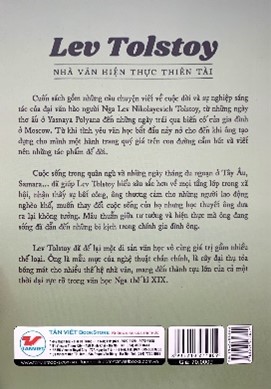 Lev Tolstoy
NHÀ VĂN HIỆN THỰC THIÊN TÀI
Cuốn sách gồm những câu chuyện viết về cuộc đời và sự nghiệp sáng
tác của đại văn hào người Nga Lev Nikolayevich Tolstoy, từ những ngày
thơ ấu ở Yasnaya Polyana đến những ngày trải qua biến cố của gia đình
ở Moscow. Từ khi tình yêu văn học bắt đầu nảy nở cho đến khi ông tạo
dựng cho mình một hành trang quý giá trên con đường cầm bút và viết
nên những tác phẩm để đời.
Cuộc sống trong quân ngũ và những ngày tháng du ngoạn ở Tây Âu,
Samara... đã giúp Lev Tolstoy hiểu sâu sắc hơn về mọi tầng lớp trong xã
hội, nhận thấy sự bất công, ông thương cảm cho những người lao động
nghèo khổ, muốn thay đổi cuộc sống của họ nhưng học thuyết ông đưa
ra lại không tưởng. Mâu thuẫn giữa tư tưởng và hiện thực mà ông đang
sống đã dẫn đến những bi kịch trong chính gia đình ông.
Lev Tolstoy đã để lại một di sản văn học vô cùng giá trị gồm nhiều
thể loại. Ông là mẫu mực của nghệ thuật chân chính, là cây đại thụ tỏa
bóng mát cho nhiều thế hệ nhà văn, mang đến thành tựu lớn của cả một
thời đại rực rỡ trong văn học Nga thế kỉ XIX.
TÂN VIỆT BOOKSTORE